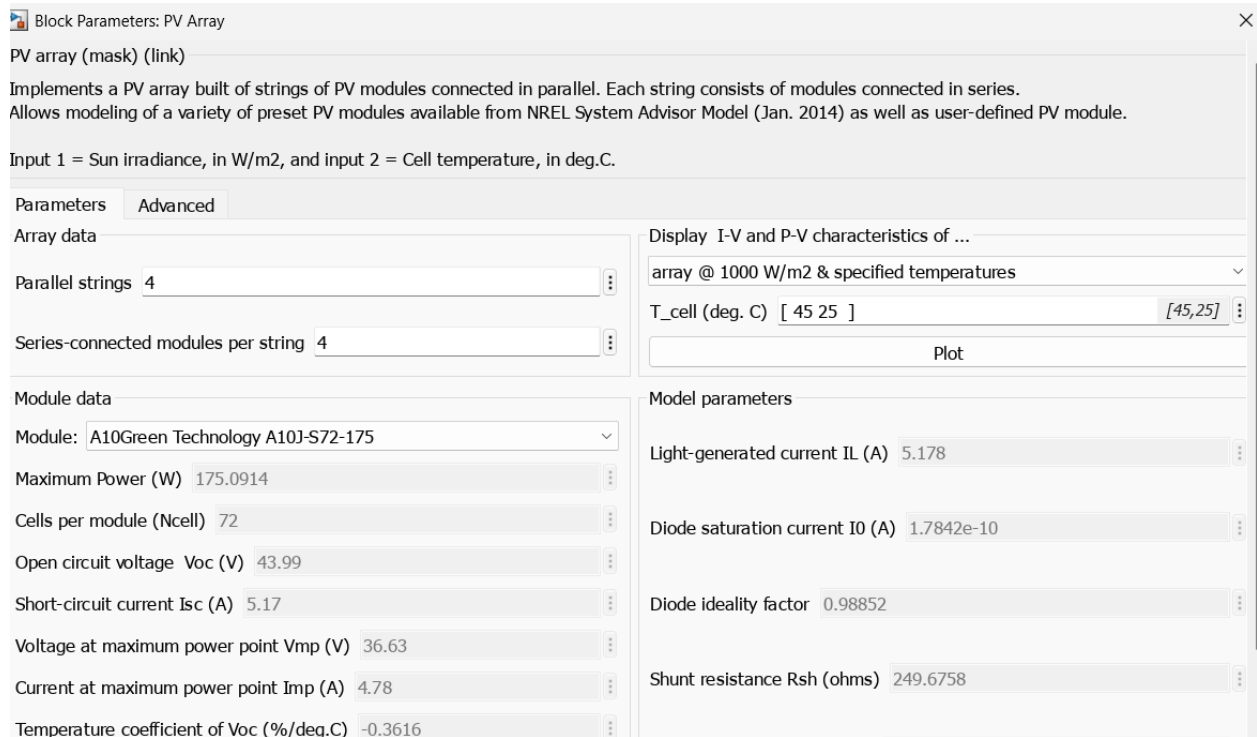 Block Parameters: PV Array
PV array (mask) (link)
Implements a PV array built of strings of PV modules connected in parallel. Each string consists of modules connected in series.
Allows modeling of a variety of preset PV modules available from NREL System Advisor Model (Jan. 2014) as well as user-defined PV module.
Input 1 = Sun irradiance, in W/m2, and input 2 = Cell temperature, in deg.C.
Parameters Advanced
Array data
Parallel strings 4
Series-connected modules per string 4
Display I-V and P-V characteristics of ...
array @ 1000 W/m2 & specified temperatures
T_cell (deg. C) [ 45 25 ] [45,25]
Plot
Module data
Module: A10Green Technology A10J-S72-175
Maximum Power (W) 175.0914
Cells per module (Ncell) 72
Open circuit voltage Voc (V) 43.99
Short-circuit current Isc (A) 5.17
Voltage at maximum power point Vmp (V) 36.63
Current at maximum power point Imp (A) 4.78
Temperature coefficient of Voc (%/deg.C) -0.3616
Model parameters
Light-generated current IL (A) 5.178
Diode saturation current I0 (A) 1.7842e-10
Diode ideality factor 0.98852
Shunt resistance Rsh (ohms) 249.6758